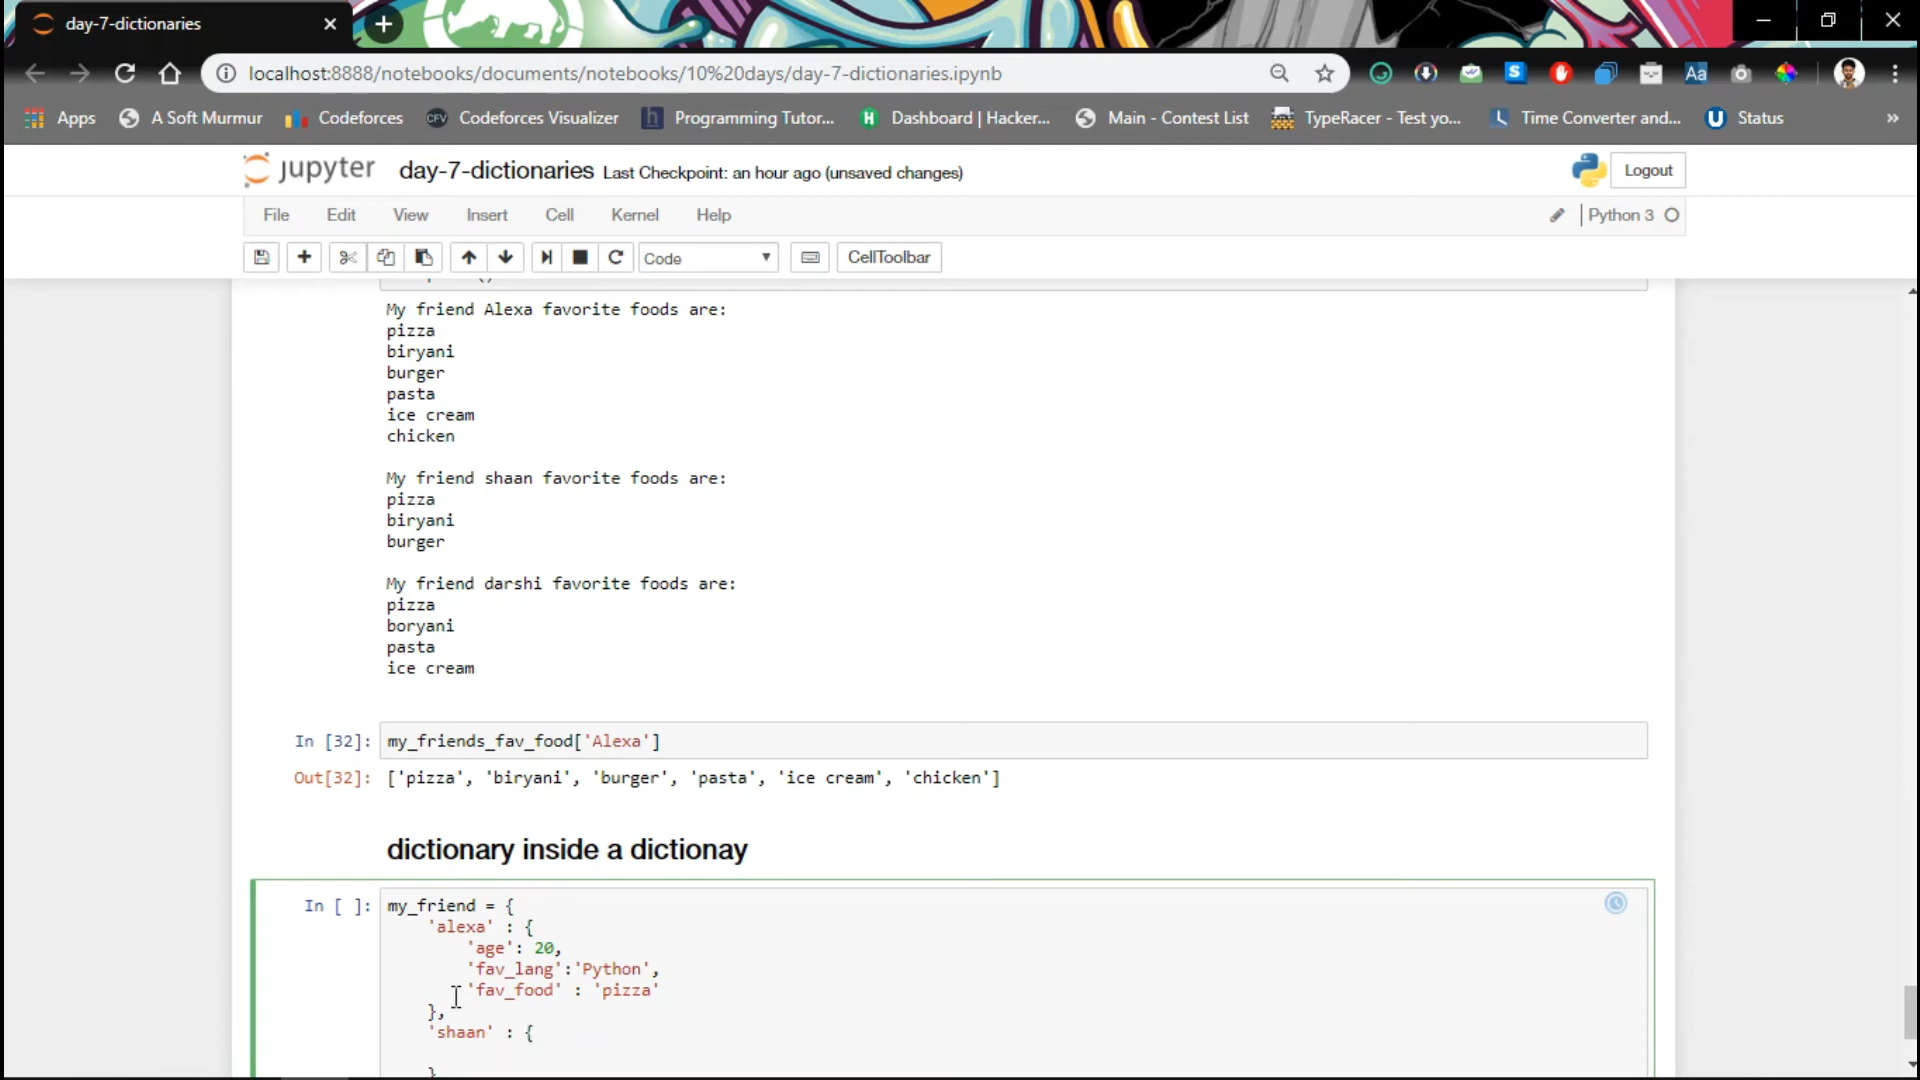 day-7-dictionaries
localhost:8888/notebooks/documents/notebooks/10%20days/day-7-dictionaries.ipynb
Apps A Soft Murmur Codeforces CFV Codeforces Visualizer h Programming Tutor... H Dashboard | Hacker... Main - Contest List TypeRacer - Test yo... Time Converter and... U Status »
jupyter day-7-dictionaries Last Checkpoint: an hour ago (unsaved changes) Logout
File Edit View Insert Cell Kernel Help Python 3
Code CellToolbar
My friend Alexa favorite foods are:
pizza
biryani
burger
pasta
ice cream
chicken
My friend shaan favorite foods are:
pizza
biryani
burger
My friend darshi favorite foods are:
pizza
boryani
pasta
ice cream
In [32]: my_friends_fav_food['Alexa']
Out[32]: ['pizza', 'biryani', 'burger', 'pasta', 'ice cream', 'chicken']
dictionary inside a dictionay
In [ ]: my_friend = {
'alexa' : {
'age': 20,
'fav_lang':'Python',
'fav_food' : 'pizza'
},
'shaan' : {
}